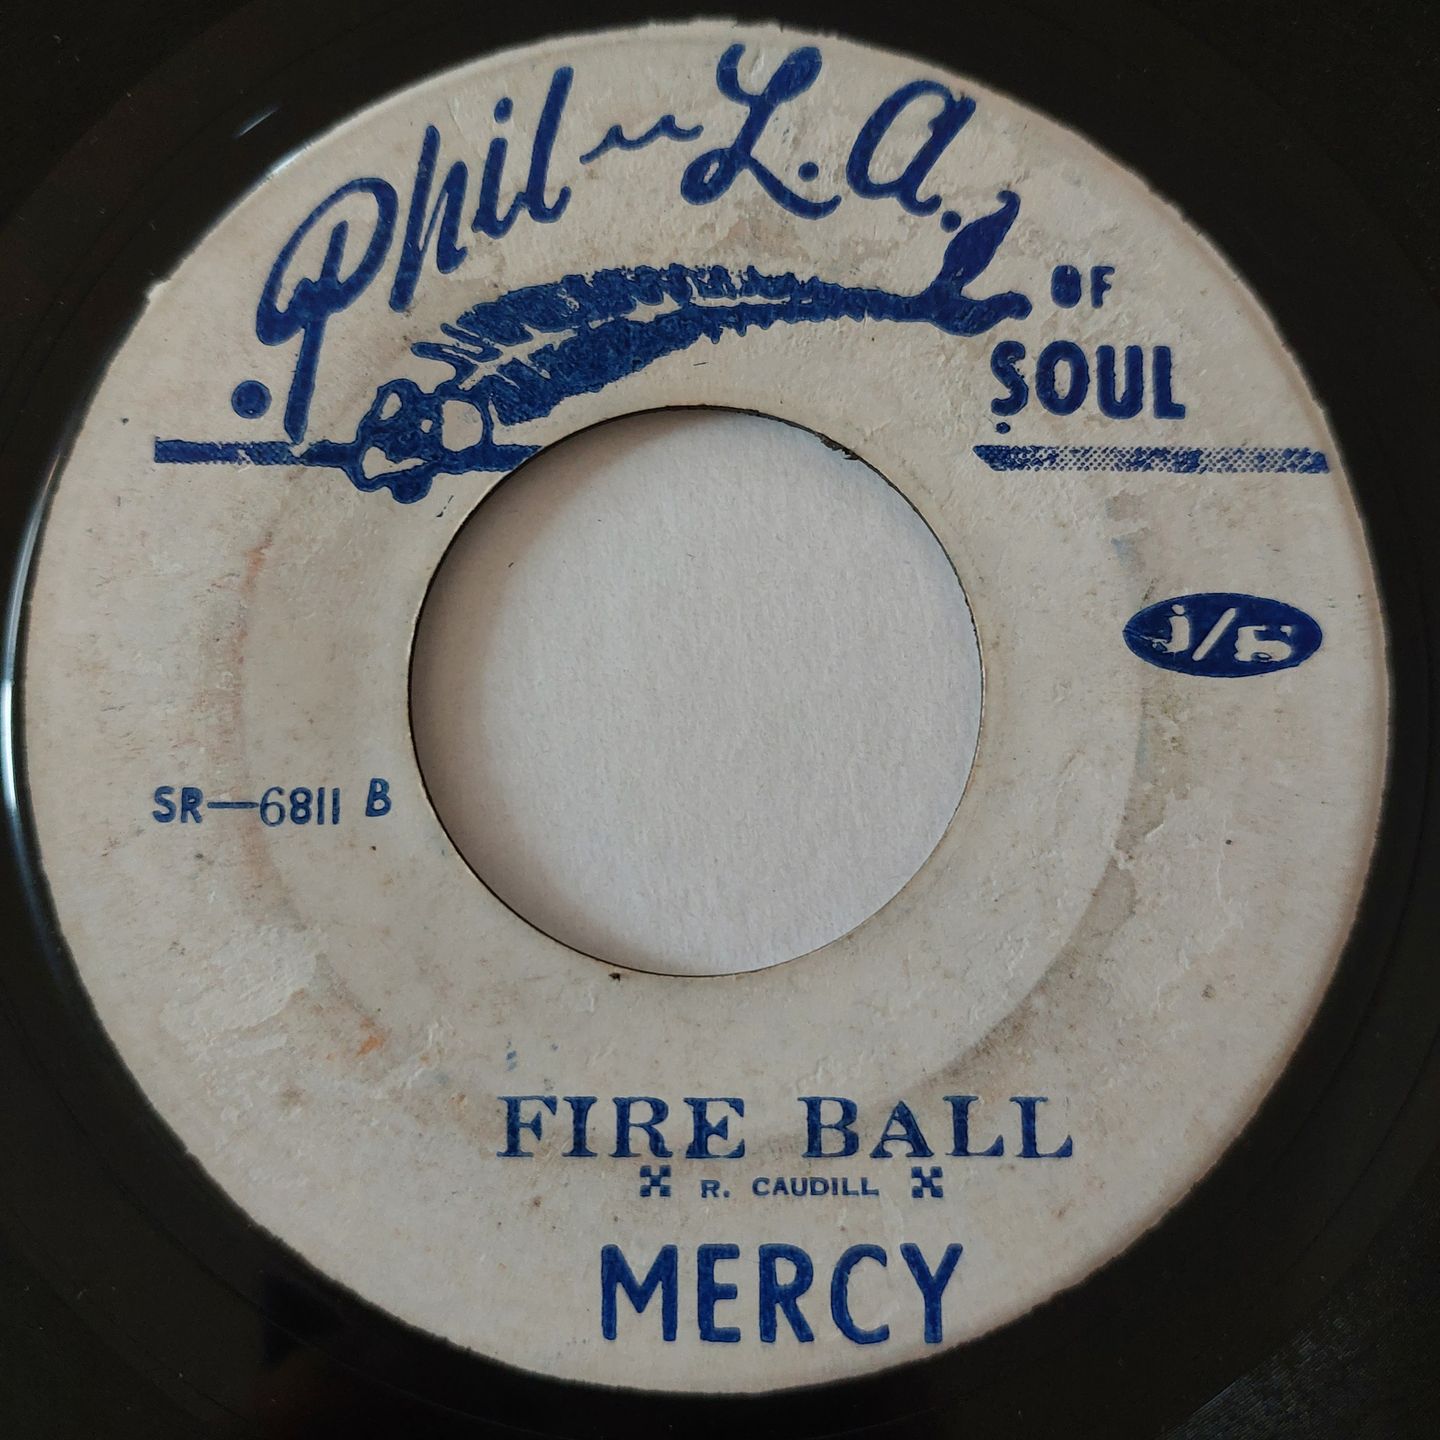 Phil - L.A.
OF
SOUL
SR—6811 B
FIRE BALL
R. CAUDILL
MERCY